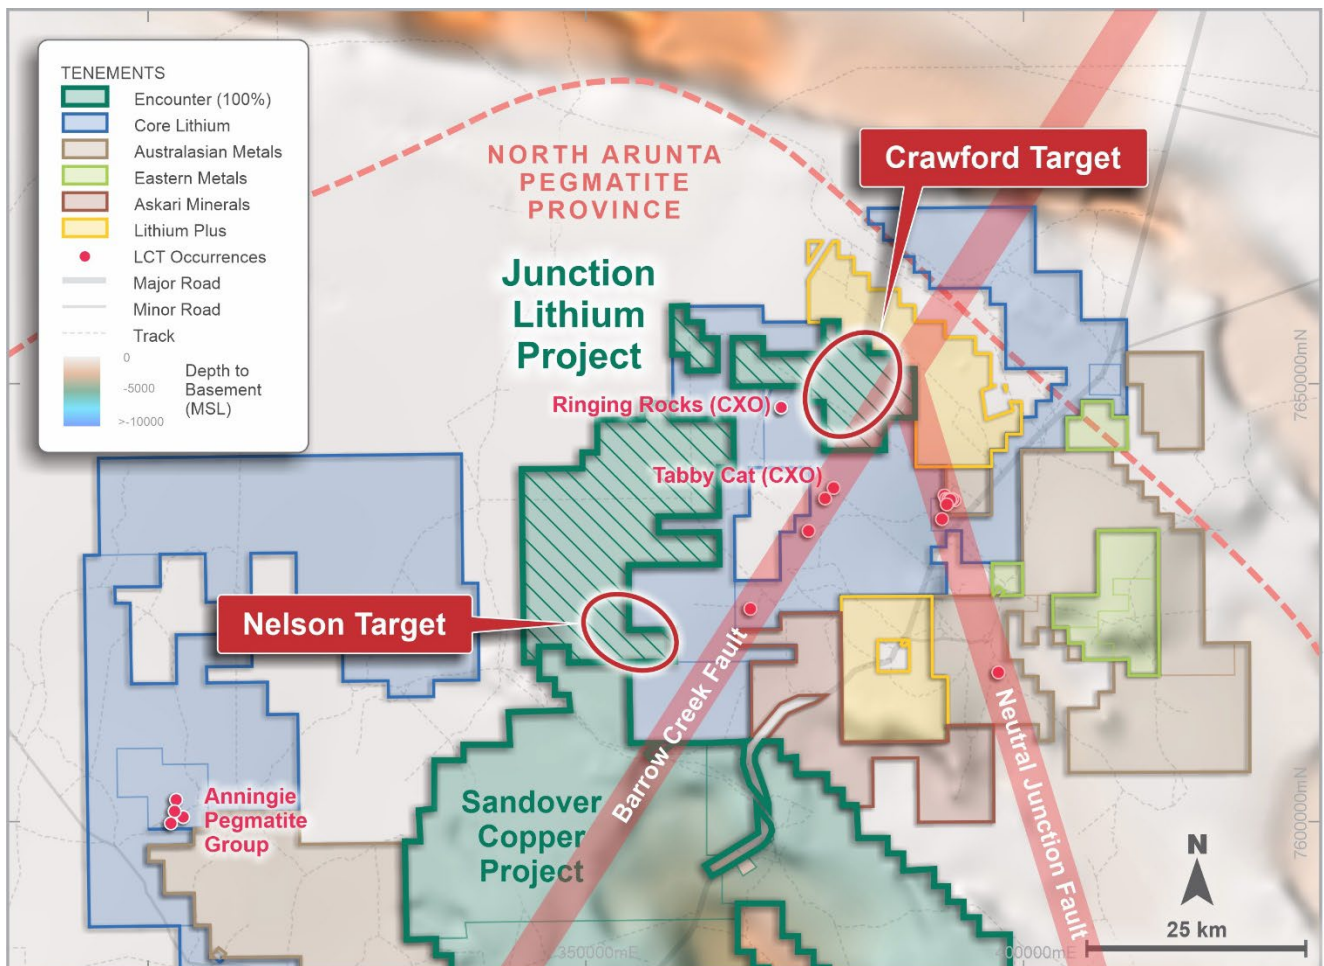 TENEMENTS
Encounter (100%)
Core Lithium
Australasian Metals
Eastern Metals
Askari Minerals
Lithium Plus
LCT Occurrences
Major Road
Minor Road
Track
0
-5000
>-10000
Depth to
Basement
(MSL)
NORTH ARUNTA
PEGMATITE
PROVINCE
Crawford Target
Junction
Lithium
Project
Ringing Rocks (CXO)
Tabby Cat (CXO)
7650000mN
Nelson Target
Barrow Creek Fault
Neutral Junction Fault
Anningie
Pegmatite
Group
Sandover
Copper
Project
7600000mN
N
25 km
350000mE
400000mE